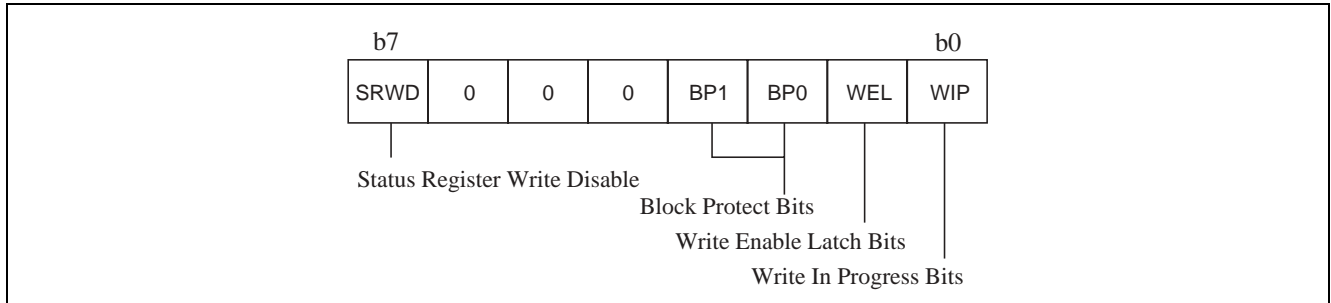 b7 b0
SRWD 0 0 0 BP1 BP0 WEL WIP
Status Register Write Disable
Block Protect Bits
Write Enable Latch Bits
Write In Progress Bits